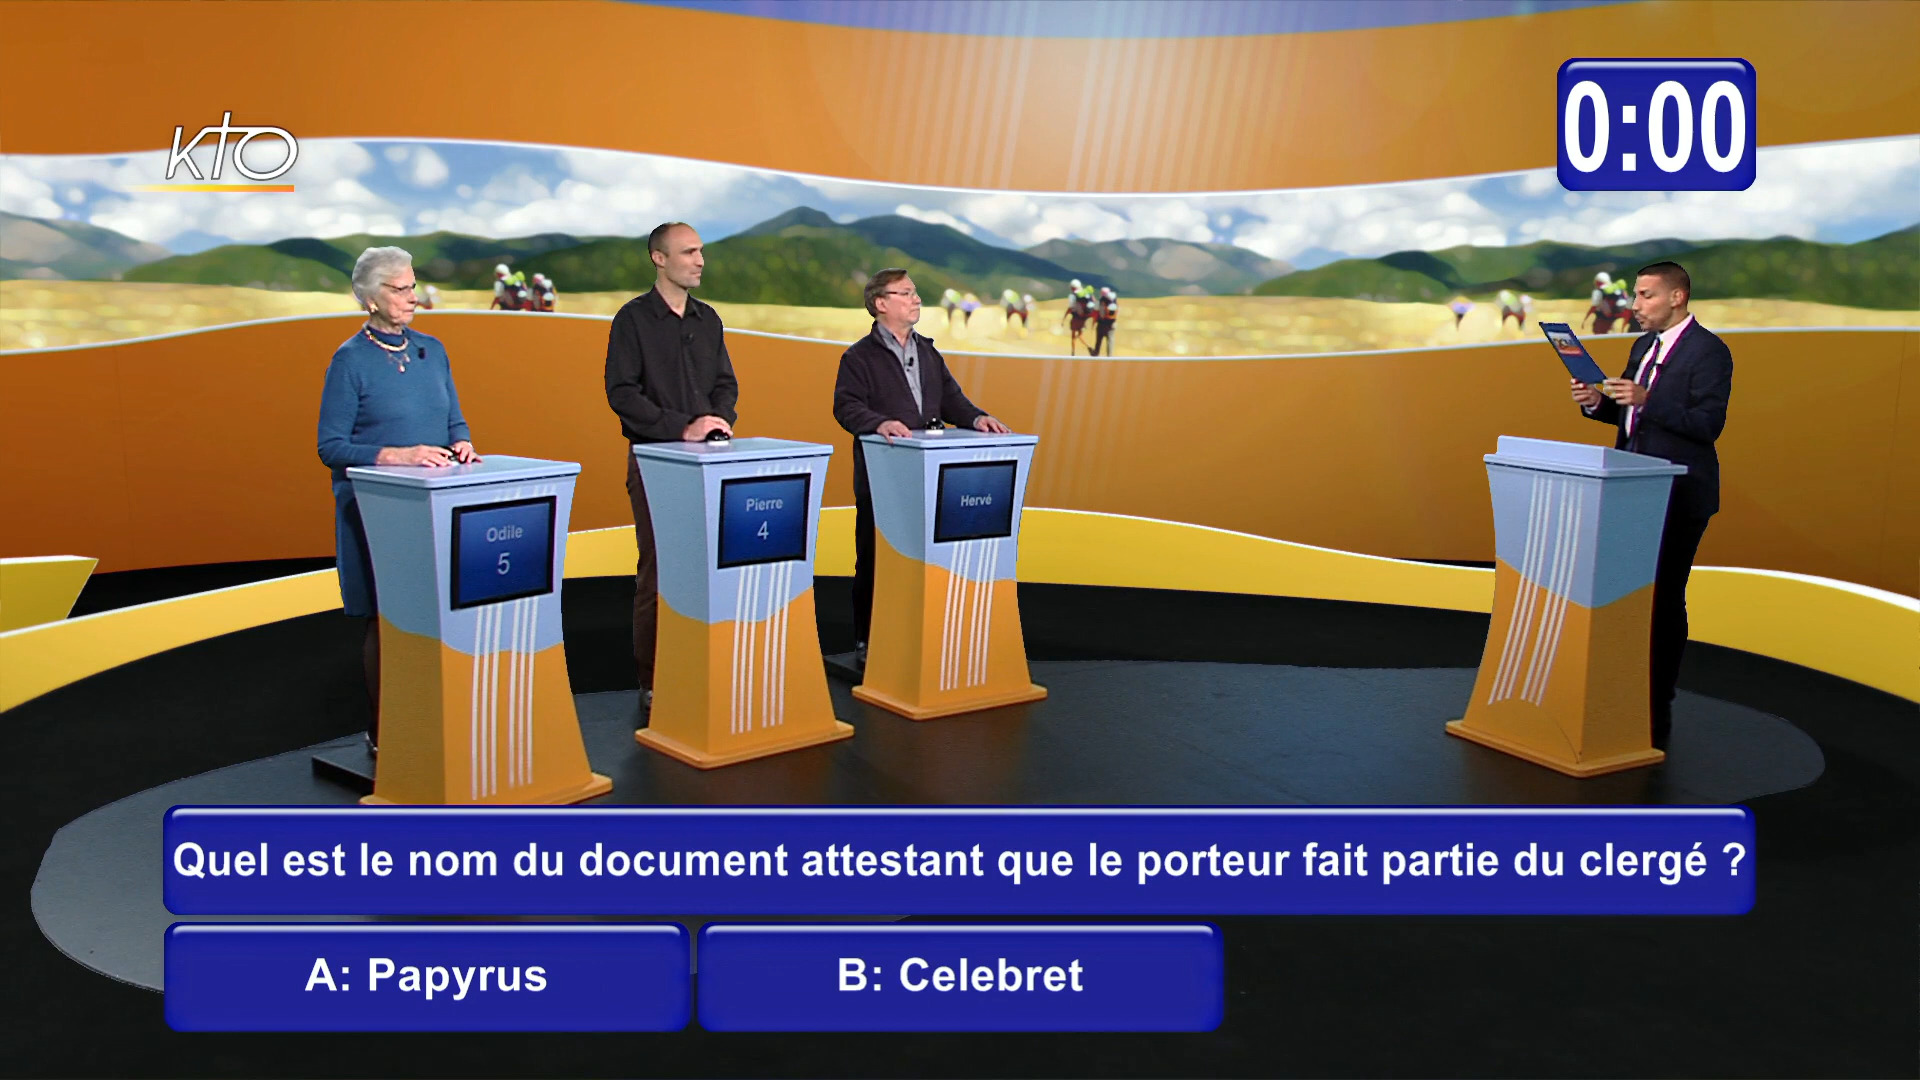 KTO
0:00
Odile
5
Pierre
4
Hervé
Quel est le nom du document attestant que le porteur fait partie du clergé ?
A: Papyrus
B: Celebret